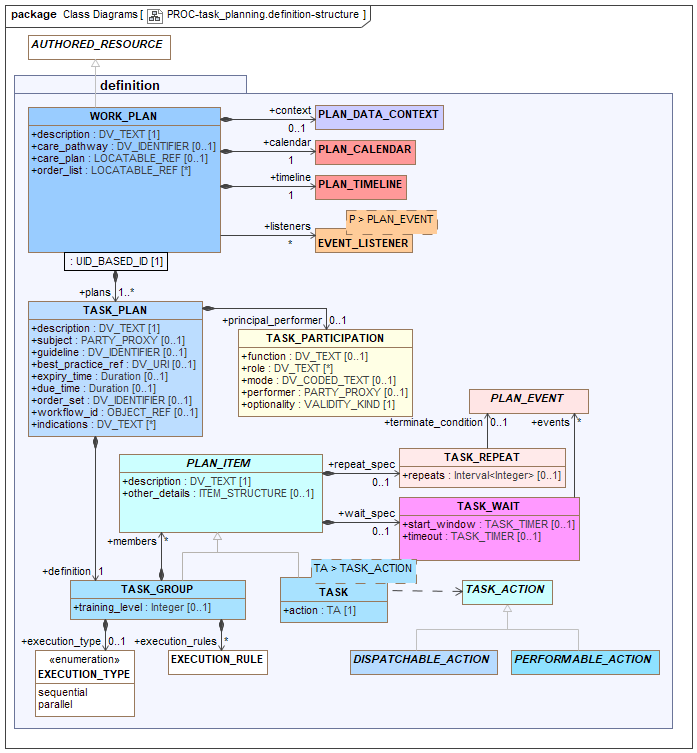 package Class Diagrams [ PROC-task_planning.definition-structure ]
AUTHORED_RESOURCE
definition
WORK_PLAN
+description : DV_TEXT [1]
+care_pathway : DV_IDENTIFIER [0..1]
+care_plan : LOCATABLE_REF [0..1]
+order_list : LOCATABLE_REF [*]
+context
0..1
PLAN_DATA_CONTEXT
+calendar
1
PLAN_CALENDAR
+timeline
1
PLAN_TIMELINE
+listeners
*
P > PLAN_EVENT
EVENT_LISTENER
: UID_BASED_ID [1]
+plans
1..*
TASK_PLAN
+description : DV_TEXT [1]
+subject : PARTY_PROXY [0..1]
+guideline : DV_IDENTIFIER [0..1]
+best_practice_ref : DV_URI [0..1]
+expiry_time : Duration [0..1]
+due_time : Duration [0..1]
+order_set : DV_IDENTIFIER [0..1]
+workflow_id : OBJECT_REF [0..1]
+indications : DV_TEXT [*]
+principal_performer
0..1
TASK_PARTICIPATION
+function : DV_TEXT [0..1]
+role : DV_TEXT [*]
+mode : DV_CODED_TEXT [0..1]
+performer : PARTY_PROXY [0..1]
+optionality : VALIDITY_KIND [1]
PLAN_EVENT
+terminate_condition
0..1
+events
*
PLAN_ITEM
+description : DV_TEXT [1]
+other_details : ITEM_STRUCTURE [0..1]
+repeat_spec
0..1
TASK_REPEAT
+repeats : Interval<Integer> [0..1]
+wait_spec
0..1
TASK_WAIT
+start_window : TASK_TIMER [0..1]
+timeout : TASK_TIMER [0..1]
+members
*
+definition
1
TASK_GROUP
+training_level : Integer [0..1]
TA > TASK_ACTION
TASK
+action : TA [1]
TASK_ACTION
+execution_type
0..1
+execution_rules
*
«enumeration»
EXECUTION_TYPE
sequential
parallel
EXECUTION_RULE
DISPATCHABLE_ACTION
PERFORMABLE_ACTION